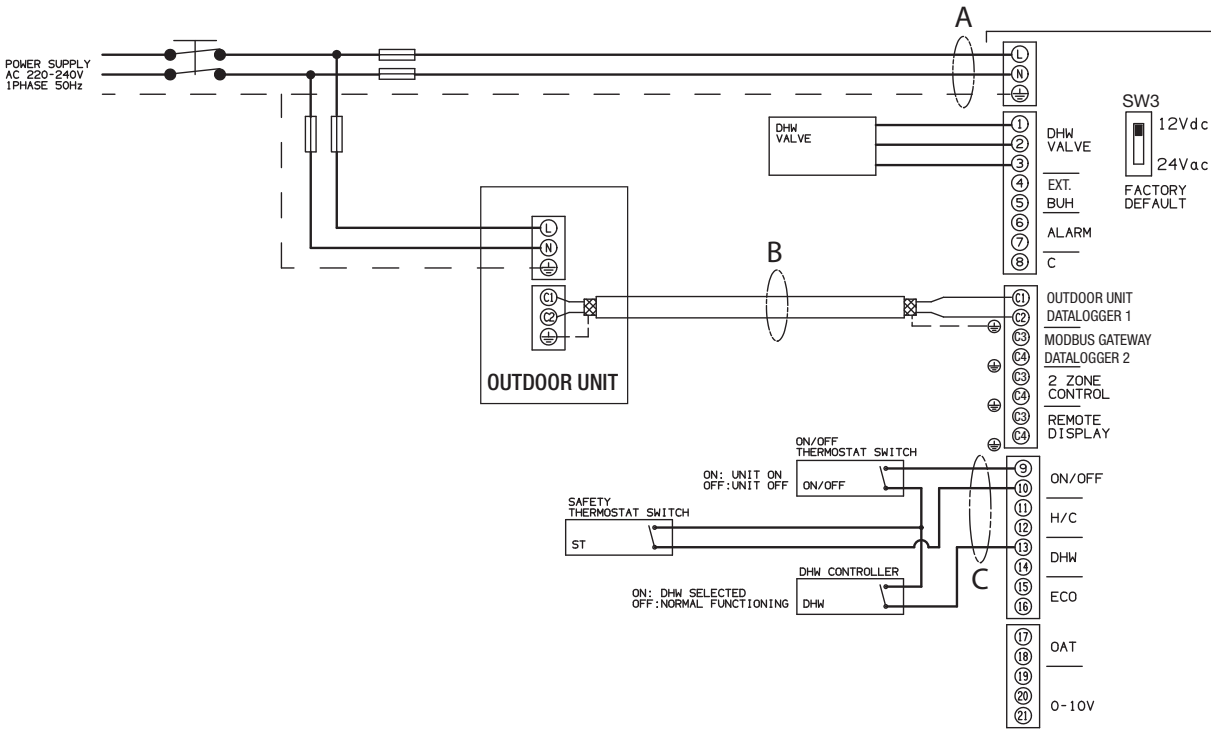 A
POWER SUPPLY
AC 220-240V
1PHASE 50Hz
L
N
SW3
12Vdc
24Vac
FACTORY
DEFAULT
DHW
VALVE
1
2
3
4
5
6
7
8
DHW
VALVE
EXT.
BUH
ALARM
C
L
N
C1
C2
OUTDOOR UNIT
B
C1
C2
C3
C4
C3
C4
C3
C4
OUTDOOR UNIT
DATALOGGER 1
MODBUS GATEWAY
DATALOGGER 2
2 ZONE
CONTROL
REMOTE
DISPLAY
ON/OFF
THERMOSTAT SWITCH
ON: UNIT ON
OFF:UNIT OFF
ON/OFF
SAFETY
THERMOSTAT SWITCH
ST
DHW CONTROLLER
ON: DHW SELECTED
OFF:NORMAL FUNCTIONING
DHW
C
9
10
11
12
13
14
15
16
ON/OFF
H/C
DHW
ECO
17
18
19
20
21
OAT
0-10V